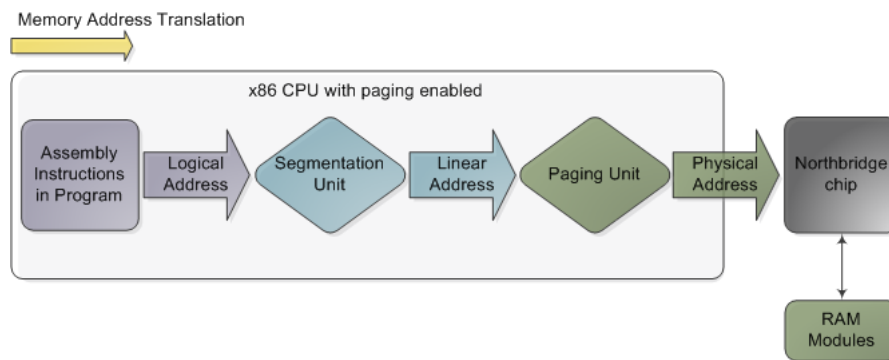 Memory Address Translation
x86 CPU with paging enabled
Assembly
Instructions
in Program
Logical
Address
Segmentation
Unit
Linear
Address
Paging Unit
Physical
Address
Northbridge
chip
RAM
Modules